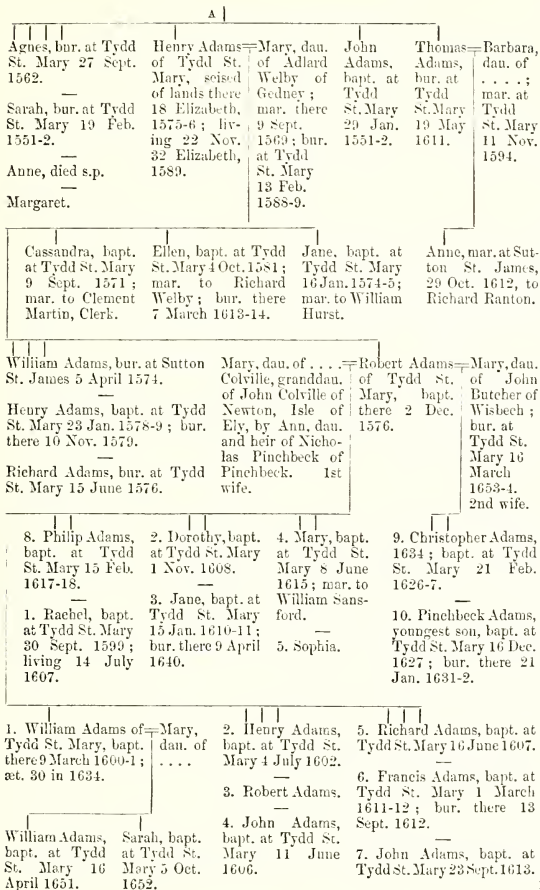 A
Agnes, bur. at Tydd
St. Mary 27 Sept.
1562.
—
Sarah, bur. at Tydd
St. Mary 19 Feb.
1551-2.
—
Anne, died s.p.
—
Margaret.
Henry Adams
of Tydd St.
Mary, seised
of lands there
18 Elizabeth,
1575-6; liv-
ing 22 Nov.
32 Elizabeth,
1589.
Mary, dau.
of Adlard
Welby of
Gedney;
mar. there
9 Sept.
1569; bur.
at Tydd
St. Mary
13 Feb.
1588-9.
John
Adams,
bapt. at
Tydd
St. Mary
29 Jan.
1551-2.
Thomas
Adams,
bur. at
Tydd
St. Mary
19 May
1611.
Barbara,
dau. of
. . . . ;
mar. at
Tydd
St. Mary
11 Nov.
1594.
Cassandra, bapt.
at Tydd St. Mary
9 Sept. 1571;
mar. to Clement
Martin, Clerk.
Ellen, bapt. at Tydd
St. Mary 4 Oct. 1581;
mar. to Richard
Welby; bur. there
7 March 1613-14.
Jane, bapt. at
Tydd St. Mary
16 Jan. 1574-5;
mar. to William
Hurst.
Anne, mar. at Sut-
ton St. James,
29 Oct. 1612, to
Richard Ranton.
William Adams, bur. at Sutton
St. James 5 April 1574.
—
Henry Adams, bapt. at Tydd
St. Mary 23 Jan. 1578-9; bur.
there 10 Nov. 1579.
—
Richard Adams, bur. at Tydd
St. Mary 15 June 1576.
Mary, dau. of . . . .
Colville, granddau.
of John Colville of
Newton, Isle of
Ely, by Ann, dau.
and heir of Nicho-
las Pinchbeck of
Pinchbeck. 1st
wife.
Robert Adams
of Tydd St.
Mary, bapt.
there 2 Dec.
1576.
Mary, dau.
of John
Butcher of
Wisbech;
bur. at
Tydd St.
Mary 16
March
1653-4.
2nd wife.
8. Philip Adams,
bapt. at Tydd
St. Mary 15 Feb.
1617-18.
—
1. Rachel, bapt.
at Tydd St. Mary
30 Sept. 1599;
living 14 July
1607.
2. Dorothy, bapt.
at Tydd St. Mary
1 Nov. 1608.
—
3. Jane, bapt. at
Tydd St. Mary
15 Jan. 1610-11;
bur. there 9 April
1640.
4. Mary, bapt.
at Tydd St.
Mary 8 June
1615; mar. to
William Sans-
ford.
—
5. Sophia.
9. Christopher Adams,
1634; bapt. at Tydd
St. Mary 21 Feb.
1626-7.
—
10. Pinchbeck Adams,
youngest son, bapt. at
Tydd St. Mary 16 Dec.
1627; bur. there 21
Jan. 1631-2.
1. William Adams of
Tydd St. Mary, bapt.
there 9 March 1600-1;
æt. 30 in 1634.
Mary,
dau. of
. . . .
2. Henry Adams,
bapt. at Tydd St.
Mary 4 July 1602.
—
3. Robert Adams.
—
4. John Adams,
bapt. at Tydd St.
Mary 11 June
1606.
5. Richard Adams, bapt. at
Tydd St. Mary 16 June 1607.
—
6. Francis Adams, bapt. at
Tydd St. Mary 1 March
1611-12; bur. there 13
Sept. 1612.
—
7. John Adams, bapt. at
Tydd St. Mary 23 Sept. 1613.
William Adams,
bapt. at Tydd
St. Mary 16
April 1651.
Sarah, bapt.
at Tydd St.
Mary 5 Oct.
1652.